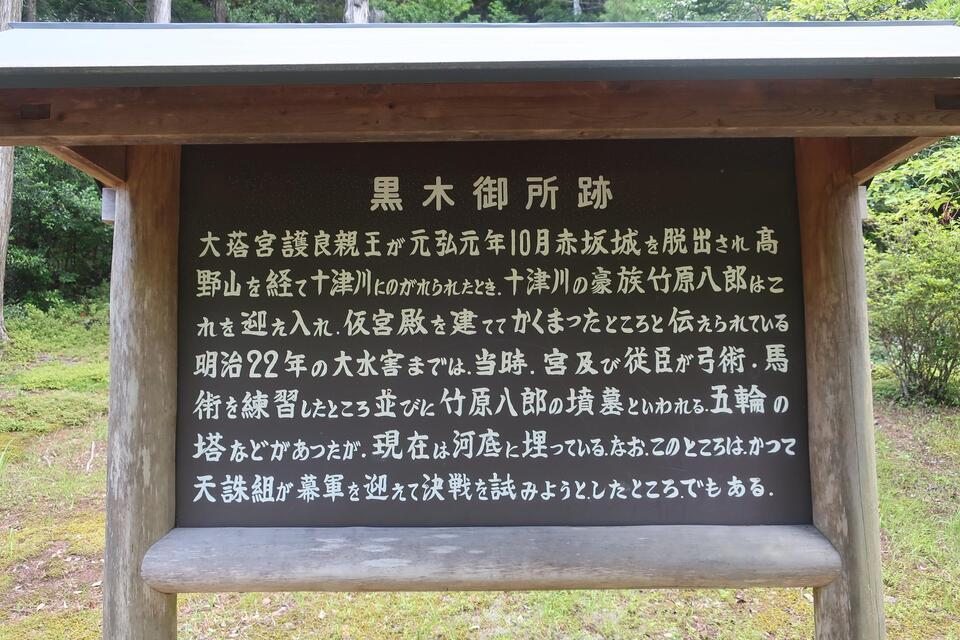 黒木御所跡
大塔宮護良親王が元弘元年10月赤坂城を脱出され高
野山を経て十津川にのがれられたとき．十津川の豪族竹原八郎はこ
れを迎え入れ．仮宮殿を建ててかくまったところと伝えられている
明治22年の大水害までは．当時．宮及び従臣が弓術．馬
術を練習したところ並びに竹原八郎の墳墓といわれる．五輪の
塔などがあつたが．現在は河底に埋っている．なお．このところは．かつて
天誅組が幕軍を迎えて決戦を試みようとしたところ．でもある．